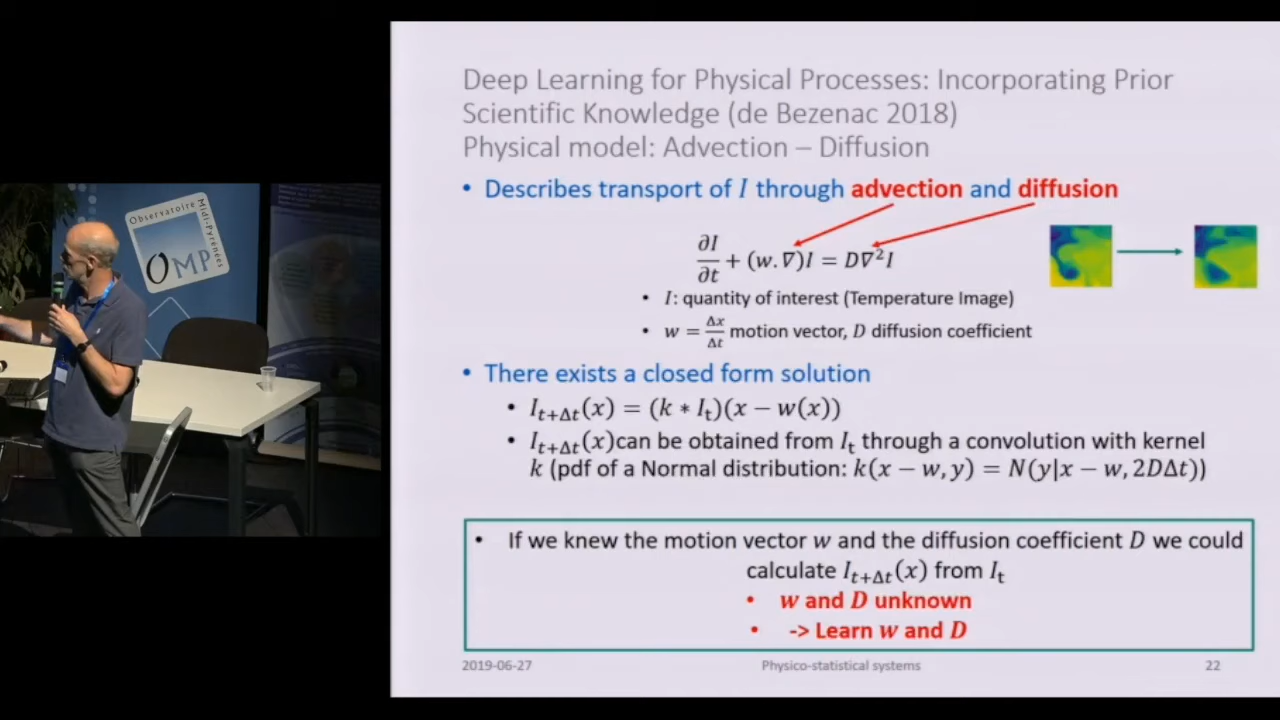 Observatoire Midi-Pyrénées
OMP
Deep Learning for Physical Processes: Incorporating Prior
Scientific Knowledge (de Bezenac 2018)
Physical model: Advection – Diffusion
• Describes transport of I through advection and diffusion
∂I/∂t + (w.∇)I = D∇²I
• I: quantity of interest (Temperature Image)
• w = Δx/Δt motion vector, D diffusion coefficient
• There exists a closed form solution
• I_{t+Δt}(x) = (k ∗ I_t)(x − w(x))
• I_{t+Δt}(x)can be obtained from I_t through a convolution with kernel
k (pdf of a Normal distribution: k(x − w, y) = N(y|x − w, 2DΔt))
• If we knew the motion vector w and the diffusion coefficient D we could
calculate I_{t+Δt}(x) from I_t
• w and D unknown
• -> Learn w and D
2019-06-27 Physico-statistical systems 22